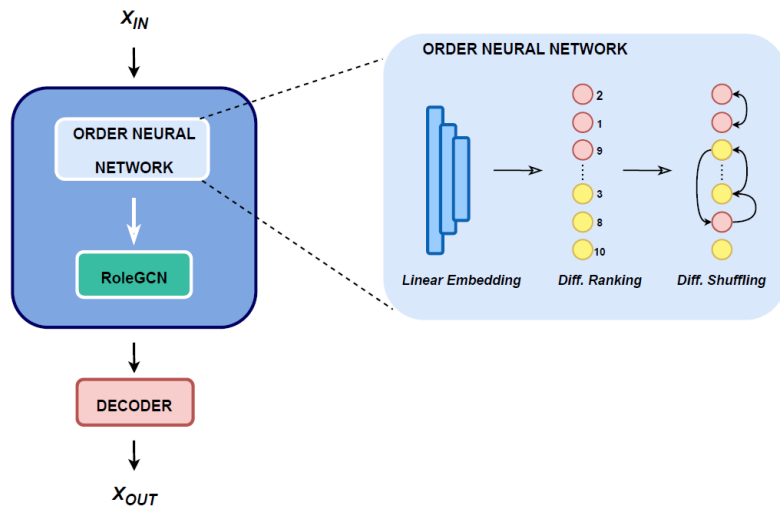 X_IN
ORDER NEURAL
NETWORK
RoleGCN
DECODER
X_OUT
ORDER NEURAL NETWORK
2
1
9
3
8
10
Linear Embedding
Diff. Ranking
Diff. Shuffling